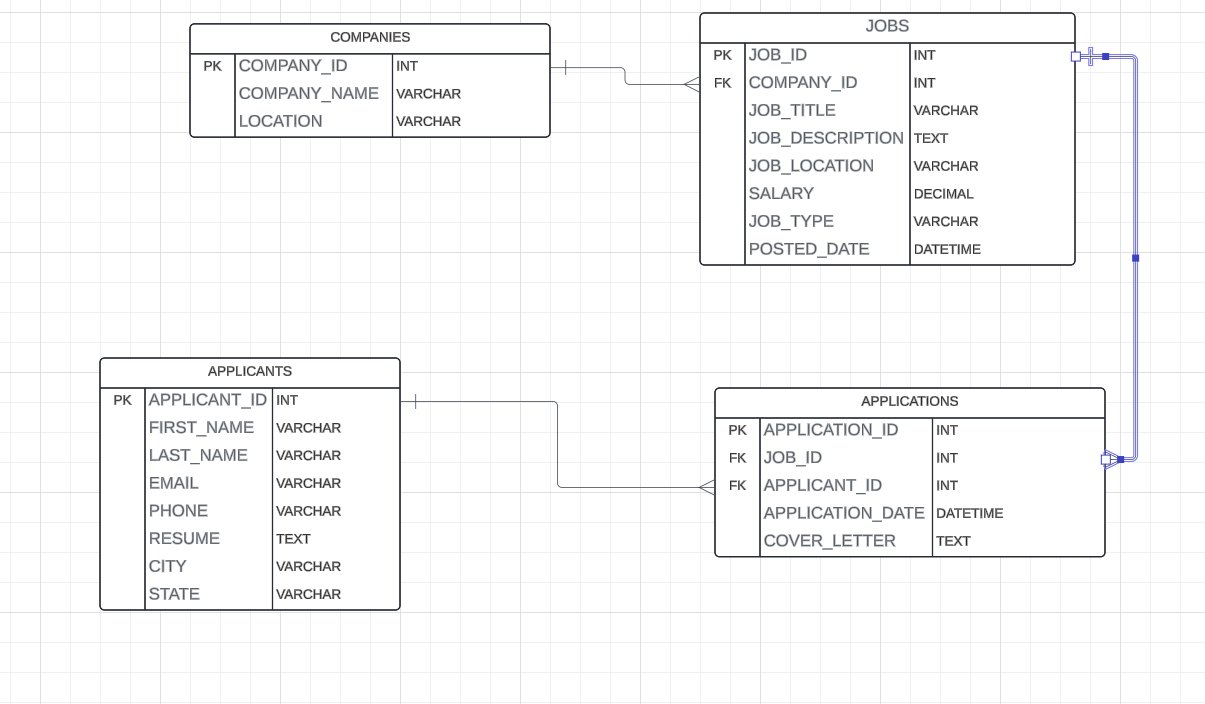 COMPANIES
PK COMPANY_ID INT
COMPANY_NAME VARCHAR
LOCATION VARCHAR
JOBS
PK JOB_ID INT
FK COMPANY_ID INT
JOB_TITLE VARCHAR
JOB_DESCRIPTION TEXT
JOB_LOCATION VARCHAR
SALARY DECIMAL
JOB_TYPE VARCHAR
POSTED_DATE DATETIME
APPLICANTS
PK APPLICANT_ID INT
FIRST_NAME VARCHAR
LAST_NAME VARCHAR
EMAIL VARCHAR
PHONE VARCHAR
RESUME TEXT
CITY VARCHAR
STATE VARCHAR
APPLICATIONS
PK APPLICATION_ID INT
FK JOB_ID INT
FK APPLICANT_ID INT
APPLICATION_DATE DATETIME
COVER_LETTER TEXT